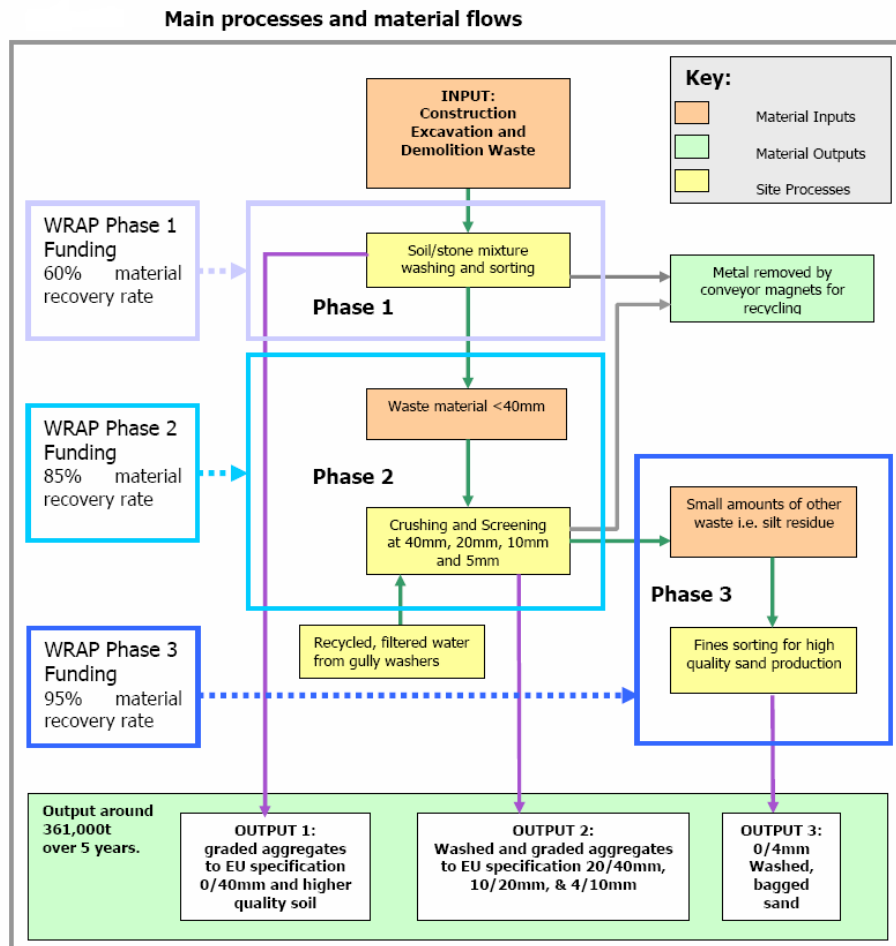 Main processes and material flows
INPUT:
Construction
Excavation and
Demolition Waste
Key:
Material Inputs
Material Outputs
Site Processes
WRAP Phase 1
Funding
60% material
recovery rate
Soil/stone mixture
washing and sorting
Phase 1
Metal removed by
conveyor magnets for
recycling
WRAP Phase 2
Funding
85% material
recovery rate
Waste material <40mm
Phase 2
Crushing and Screening
at 40mm, 20mm, 10mm
and 5mm
Small amounts of other
waste i.e. silt residue
Phase 3
WRAP Phase 3
Funding
95% material
recovery rate
Recycled, filtered water
from gully washers
Fines sorting for high
quality sand production
Output around
361,000t
over 5 years.
OUTPUT 1:
graded aggregates
to EU specification
0/40mm and higher
quality soil
OUTPUT 2:
Washed and graded aggregates
to EU specification 20/40mm,
10/20mm, & 4/10mm
OUTPUT 3:
0/4mm
Washed,
bagged
sand